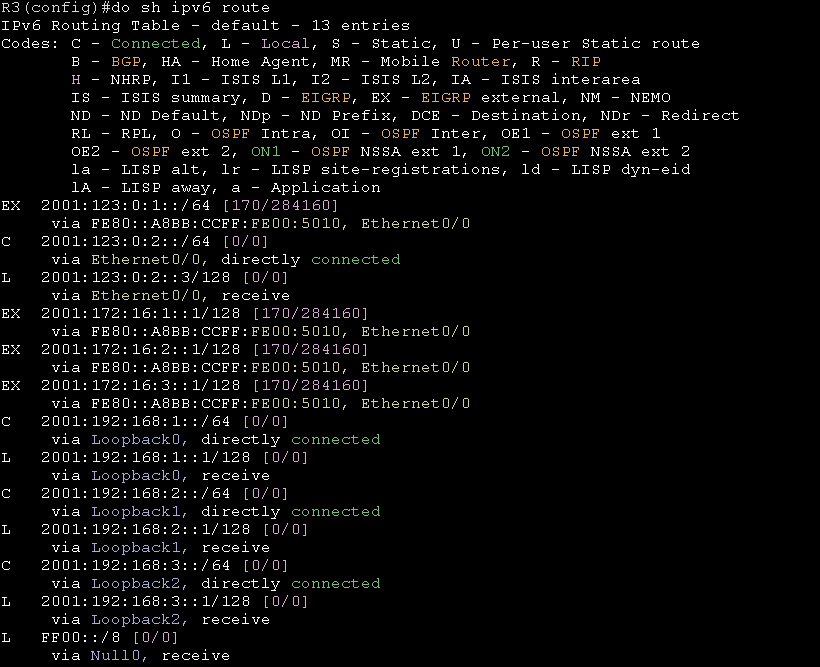 R3(config)#do sh ipv6 route
IPv6 Routing Table - default - 13 entries
Codes: C - Connected, L - Local, S - Static, U - Per-user Static route
       B - BGP, HA - Home Agent, MR - Mobile Router, R - RIP
       H - NHRP, I1 - ISIS L1, I2 - ISIS L2, IA - ISIS interarea
       IS - ISIS summary, D - EIGRP, EX - EIGRP external, NM - NEMO
       ND - ND Default, NDp - ND Prefix, DCE - Destination, NDr - Redirect
       RL - RPL, O - OSPF Intra, OI - OSPF Inter, OE1 - OSPF ext 1
       OE2 - OSPF ext 2, ON1 - OSPF NSSA ext 1, ON2 - OSPF NSSA ext 2
       la - LISP alt, lr - LISP site-registrations, ld - LISP dyn-eid
       lA - LISP away, a - Application
EX  2001:123:0:1::/64 [170/284160]
     via FE80::A8BB:CCFF:FE00:5010, Ethernet0/0
C   2001:123:0:2::/64 [0/0]
     via Ethernet0/0, directly connected
L   2001:123:0:2::3/128 [0/0]
     via Ethernet0/0, receive
EX  2001:172:16:1::1/128 [170/284160]
     via FE80::A8BB:CCFF:FE00:5010, Ethernet0/0
EX  2001:172:16:2::1/128 [170/284160]
     via FE80::A8BB:CCFF:FE00:5010, Ethernet0/0
EX  2001:172:16:3::1/128 [170/284160]
     via FE80::A8BB:CCFF:FE00:5010, Ethernet0/0
C   2001:192:168:1::/64 [0/0]
     via Loopback0, directly connected
L   2001:192:168:1::1/128 [0/0]
     via Loopback0, receive
C   2001:192:168:2::/64 [0/0]
     via Loopback1, directly connected
L   2001:192:168:2::1/128 [0/0]
     via Loopback1, receive
C   2001:192:168:3::/64 [0/0]
     via Loopback2, directly connected
L   2001:192:168:3::1/128 [0/0]
     via Loopback2, receive
L   FF00::/8 [0/0]
     via Null0, receive